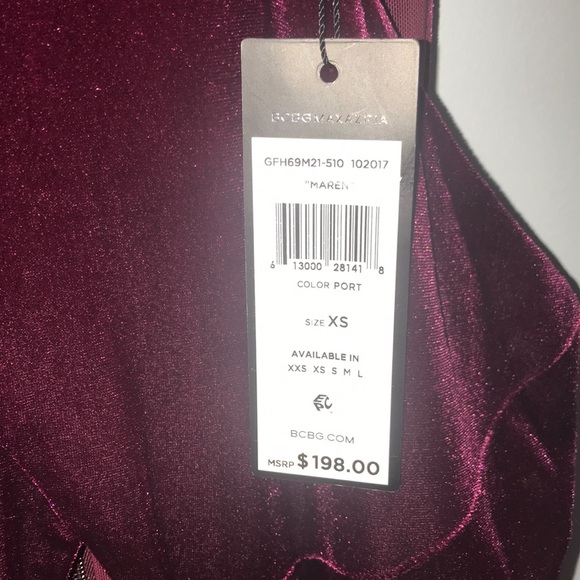 BCBGMAXAZRIA
GFH69M21-510 102017
"MAREN"
6 13000 28141 8
COLOR PORT
SIZE XS
AVAILABLE IN
XXS XS S M L
BCBG.COM
MSRP $198.00